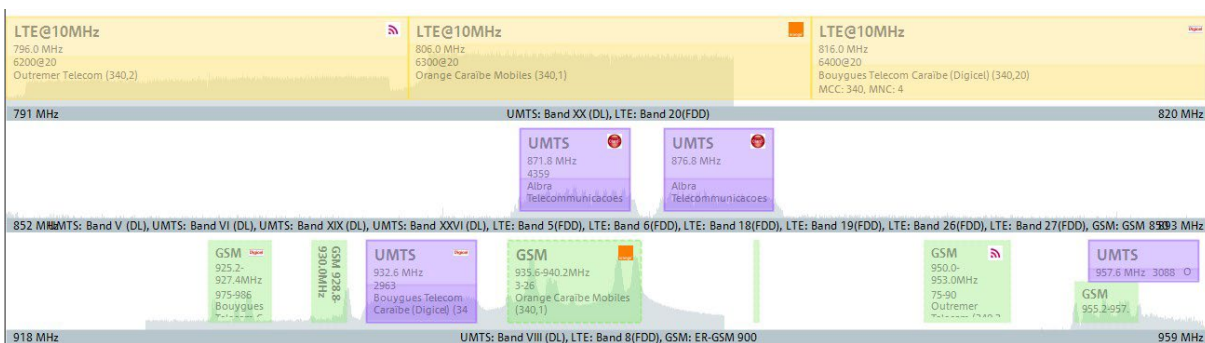 LTE@10MHz
796.0 MHz
6200@20
Outremer Telecom (340,2)
LTE@10MHz
806.0 MHz
6300@20
Orange Caraïbe Mobiles (340,1)
LTE@10MHz
816.0 MHz
6400@20
Bouygues Telecom Caraïbe (Digicel) (340,20)
MCC: 340, MNC: 4
791 MHz
UMTS: Band XX (DL), LTE: Band 20(FDD)
820 MHz
UMTS
871.8 MHz
4359
Albra
Telecommunicacoes
UMTS
876.8 MHz
Albra
Telecommunicacoes
852 MHz
UMTS: Band V (DL), UMTS: Band VI (DL), UMTS: Band XIX (DL), UMTS: Band XXVI (DL), LTE: Band 5(FDD), LTE: Band 6(FDD), LTE: Band 18(FDD), LTE: Band 19(FDD), LTE: Band 26(FDD), LTE: Band 27(FDD), GSM: GSM 850
893 MHz
GSM
925.2-
927.4MHz
975-986
Bouygues
GSM 928.8-
930.0MHz
UMTS
932.6 MHz
2963
Bouygues Telecom
Caraïbe (Digicel) (34
GSM
935.6-940.2MHz
3-26
Orange Caraïbe Mobiles
(340,1)
GSM
950.0-
953.0MHz
75-90
Outremer
UMTS
957.6 MHz 3088
GSM
955.2-957.
918 MHz
UMTS: Band VIII (DL), LTE: Band 8(FDD), GSM: ER-GSM 900
959 MHz